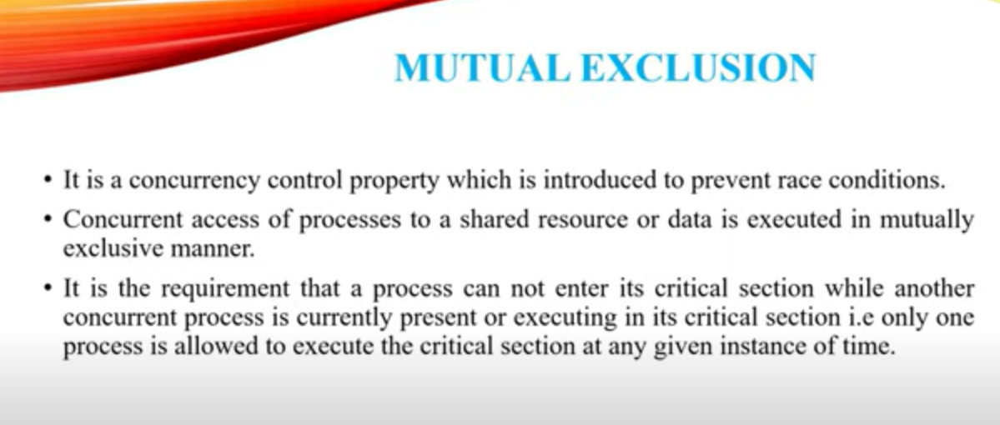 MUTUAL EXCLUSION
• It is a concurrency control property which is introduced to prevent race conditions.
• Concurrent access of processes to a shared resource or data is executed in mutually
exclusive manner.
• It is the requirement that a process can not enter its critical section while another
concurrent process is currently present or executing in its critical section i.e only one
process is allowed to execute the critical section at any given instance of time.